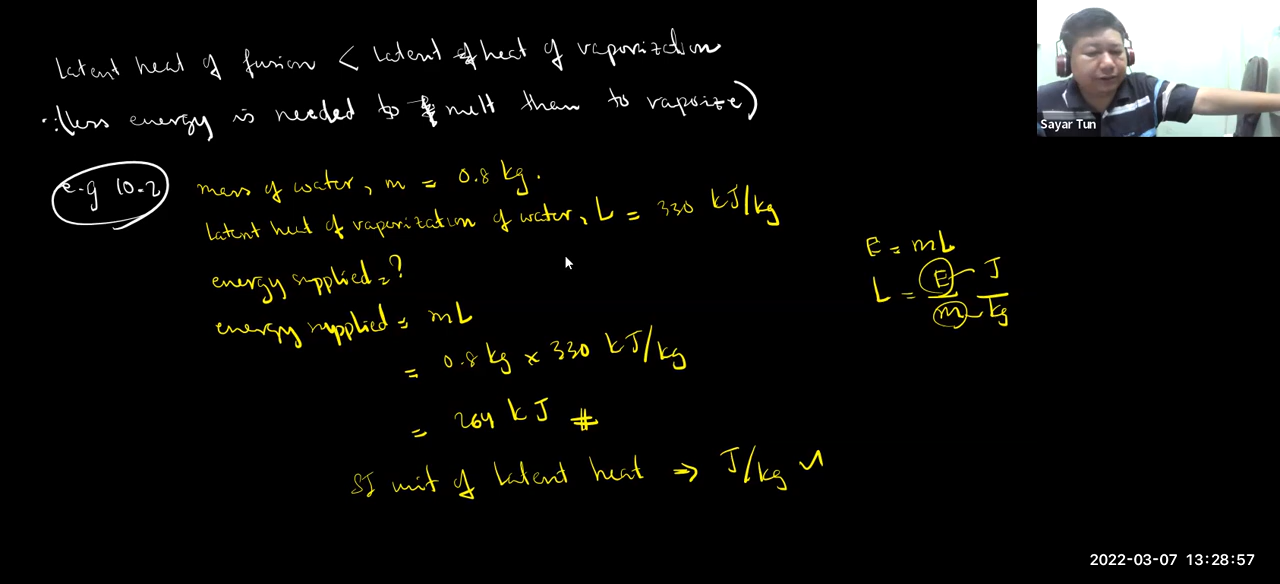 Latent heat of fusion < Latent heat of vaporization
∵ (less energy is needed to melt than to vaporize)
e-g 10.2
mass of water, m = 0.8 kg.
Latent heat of vaporization of water, L = 330 kJ/kg
energy supplied = ?
energy supplied = mL
= 0.8 kg × 330 kJ/kg
= 264 kJ #
SI unit of Latent heat ⇒ J/kg
E = mL
L = E/m J/kg
Sayar Tun
2022-03-07 13:28:57